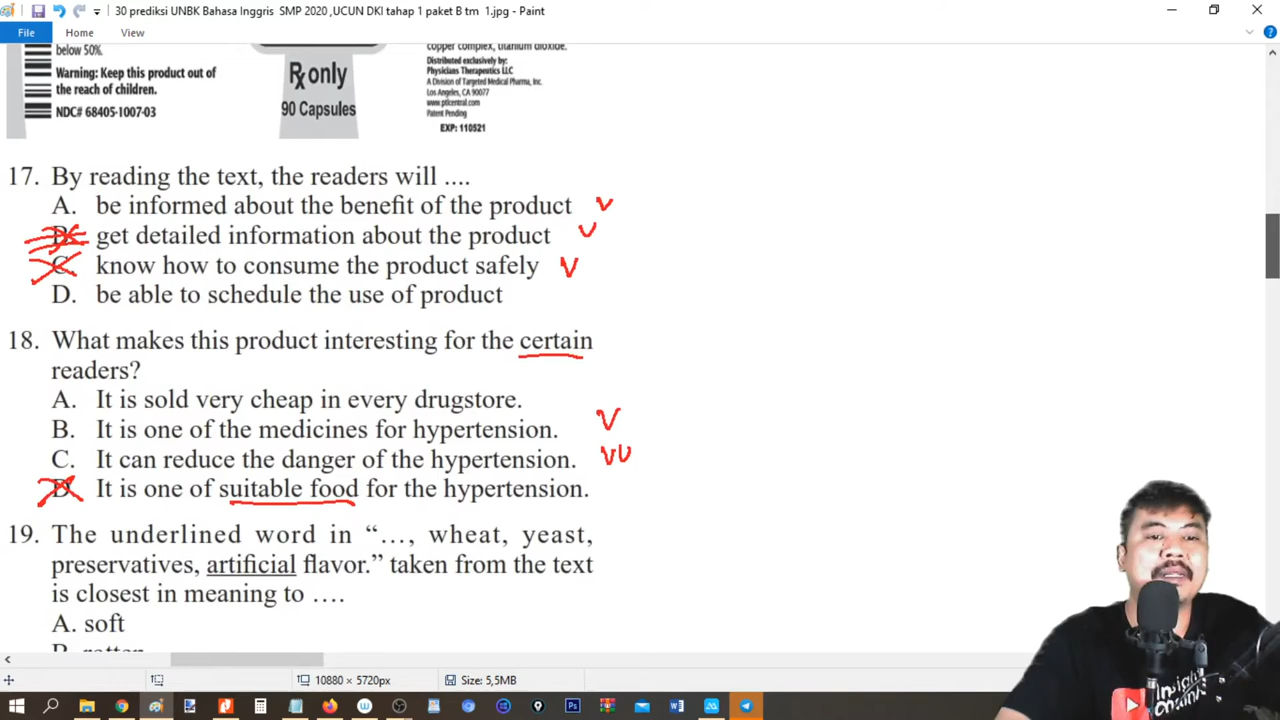 30 prediksi UNBK Bahasa Inggris SMP 2020 ,UCUN DKI tahap 1 paket B tm 1.jpg - Paint
File Home View
below 50%.
Warning: Keep this product out of
the reach of children.
NDC# 68405-1007-03
Rx only
90 Capsules
copper complex, titanium dioxide.
Distributed exclusively by:
Physicians Therapeutics LLC
A Division of Targeted Medical Pharma, Inc.
Los Angeles, CA 90077
www.ptlcentral.com
Patent Pending
EXP: 110521
17. By reading the text, the readers will ....
A. be informed about the benefit of the product V
B. get detailed information about the product V
C. know how to consume the product safely V
D. be able to schedule the use of product
18. What makes this product interesting for the certain
readers?
A. It is sold very cheap in every drugstore.
B. It is one of the medicines for hypertension. V
C. It can reduce the danger of the hypertension. VV
D. It is one of suitable food for the hypertension.
19. The underlined word in “…, wheat, yeast,
preservatives, artificial flavor.” taken from the text
is closest in meaning to ….
A. soft
10880 × 5720px
Size: 5,5MB
Insight
Channel